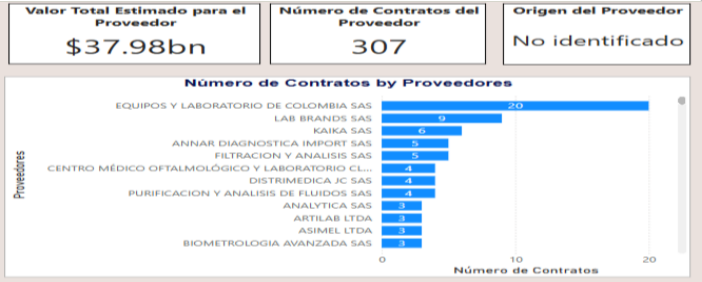 Valor Total Estimado para el
Proveedor
$37.98bn
Número de Contratos del
Proveedor
307
Origen del Proveedor
No identificado
Número de Contratos by Proveedores
Proveedores
EQUIPOS Y LABORATORIO DE COLOMBIA SAS 20
LAB BRANDS SAS 9
KAIKA SAS 6
ANNAR DIAGNOSTICA IMPORT SAS 5
FILTRACION Y ANALISIS SAS 5
CENTRO MÉDICO OFTALMOLÓGICO Y LABORATORIO CL... 4
DISTRIMEDICA JC SAS 4
PURIFICACION Y ANALISIS DE FLUIDOS SAS 4
ANALYTICA SAS 3
ARTILAB LTDA 3
ASIMEL LTDA 3
BIOMETROLOGIA AVANZADA SAS 3
0 10 20
Número de Contratos